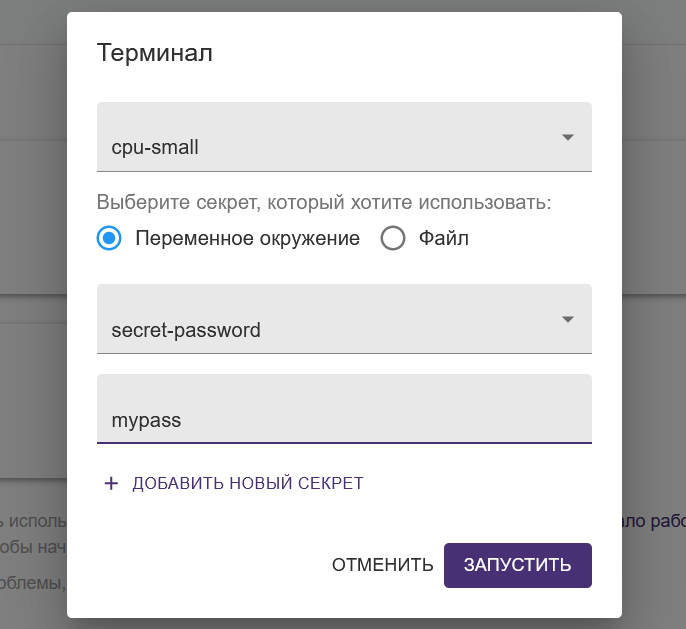 Терминал
cpu-small
Выберите секрет, который хотите использовать:
Переменное окружение Файл
secret-password
mypass
+ ДОБАВИТЬ НОВЫЙ СЕКРЕТ
ОТМЕНИТЬ ЗАПУСТИТЬ